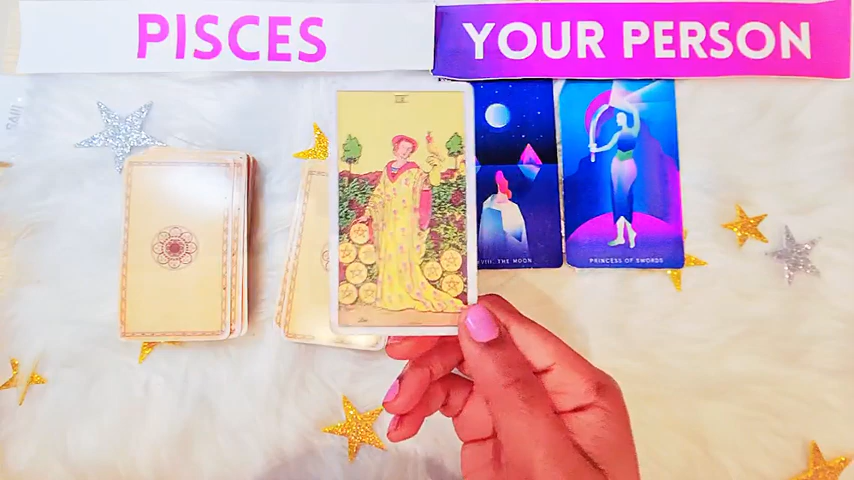 PISCES
YOUR PERSON
XVIII. THE MOON
PRINCESS OF SWORDS